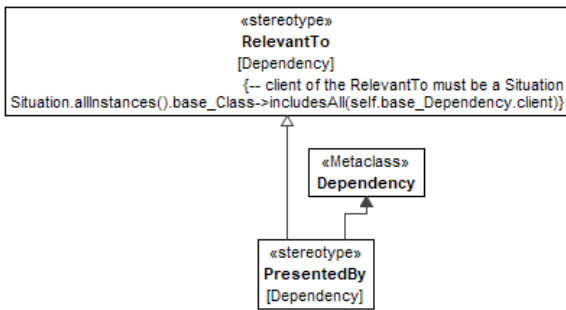 «stereotype»
RelevantTo
[Dependency]
{-- client of the RelevantTo must be a Situation
Situation.allInstances().base_Class->includesAll(self.base_Dependency.client)}
«Metaclass»
Dependency
«stereotype»
PresentedBy
[Dependency]